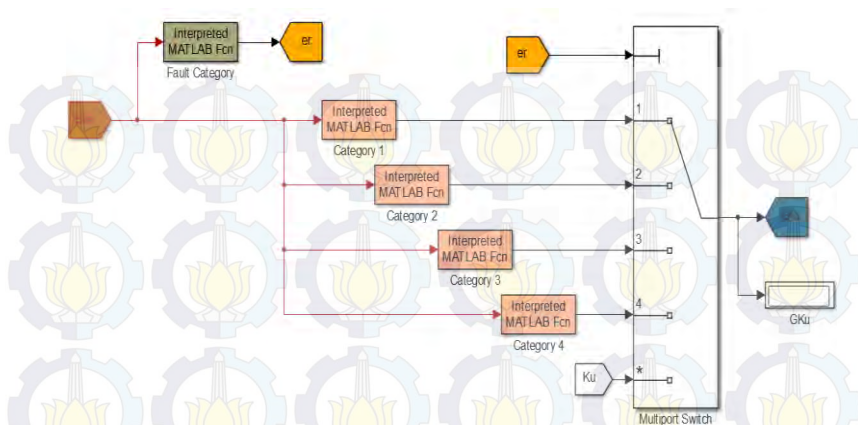 Interpreted
MATLAB Fcn
Fault Category
er
er
Interpreted
MATLAB Fcn
Category 1
1
Interpreted
MATLAB Fcn
Category 2
2
Interpreted
MATLAB Fcn
Category 3
3
Interpreted
MATLAB Fcn
Category 4
4
GKu
Ku
*
Multiport Switch